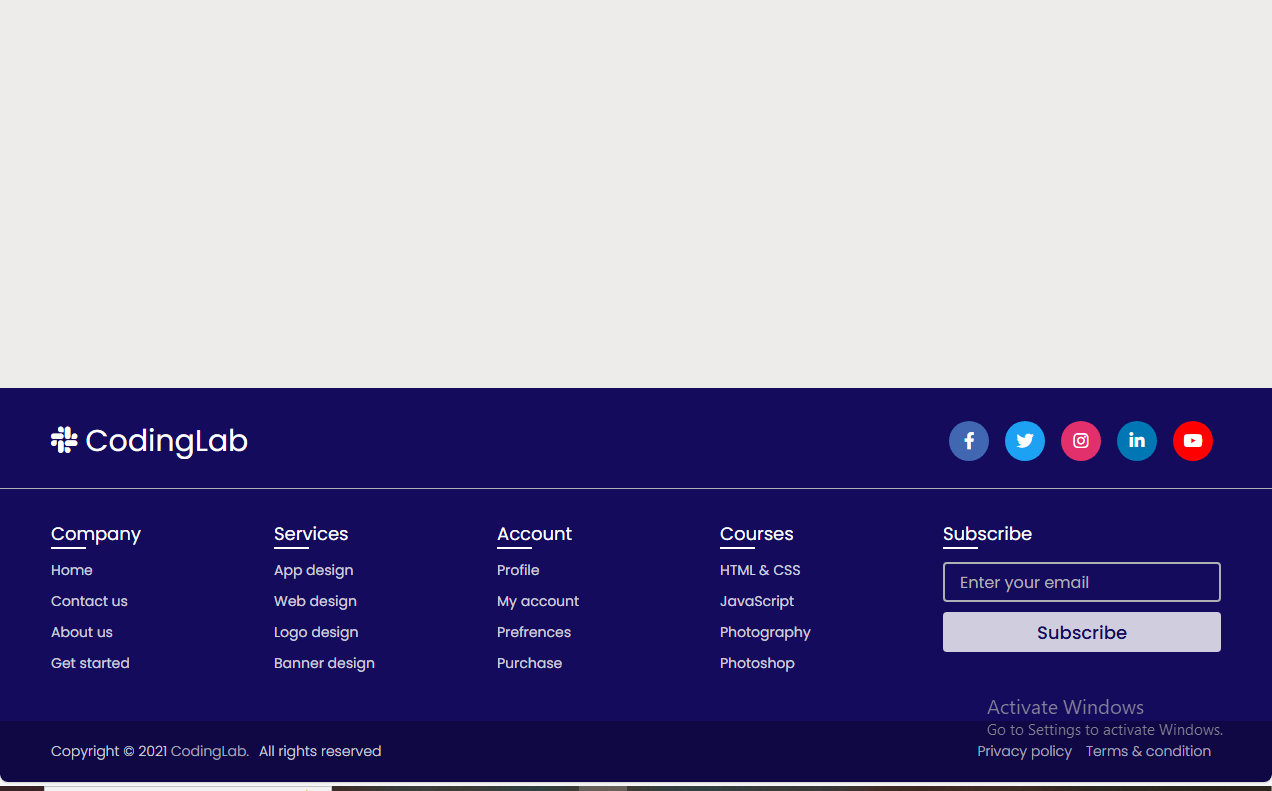 CodingLab
Company
Home
Contact us
About us
Get started
Services
App design
Web design
Logo design
Banner design
Account
Profile
My account
Prefrences
Purchase
Courses
HTML & CSS
JavaScript
Photography
Photoshop
Subscribe
Enter your email
Subscribe
Activate Windows
Go to Settings to activate Windows.
Copyright © 2021 CodingLab. All rights reserved
Privacy policy Terms & condition